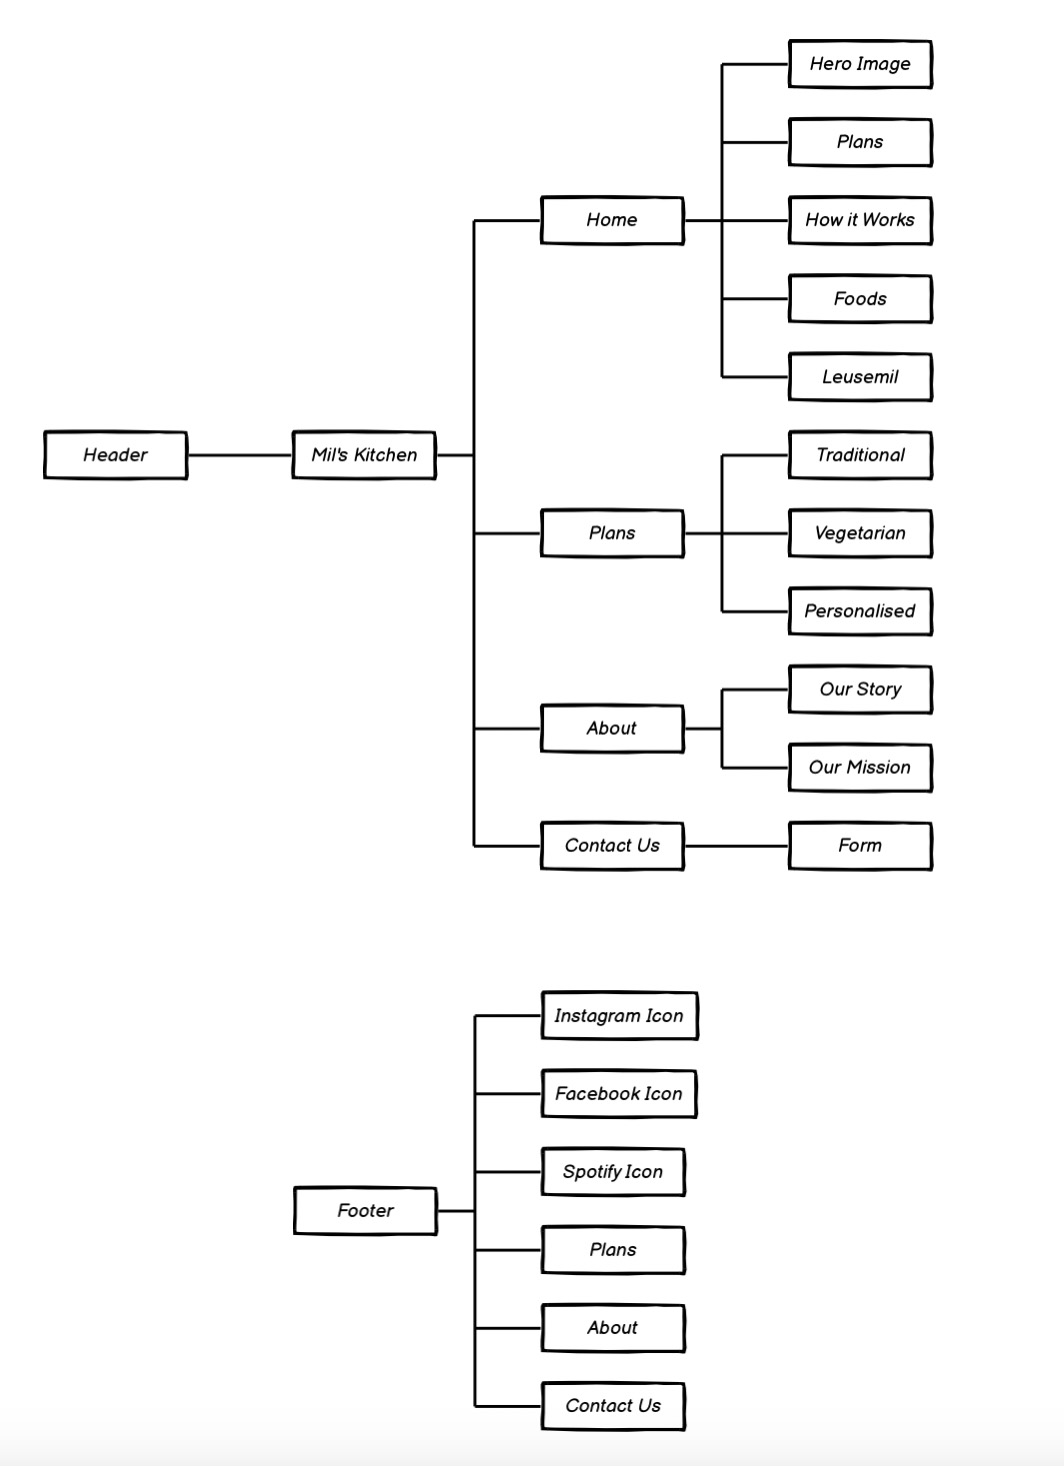 Hero Image
Plans
Home
How it Works
Foods
Leusemil
Header
Mil's Kitchen
Traditional
Plans
Vegetarian
Personalised
Our Story
About
Our Mission
Contact Us
Form
Instagram Icon
Facebook Icon
Spotify Icon
Footer
Plans
About
Contact Us